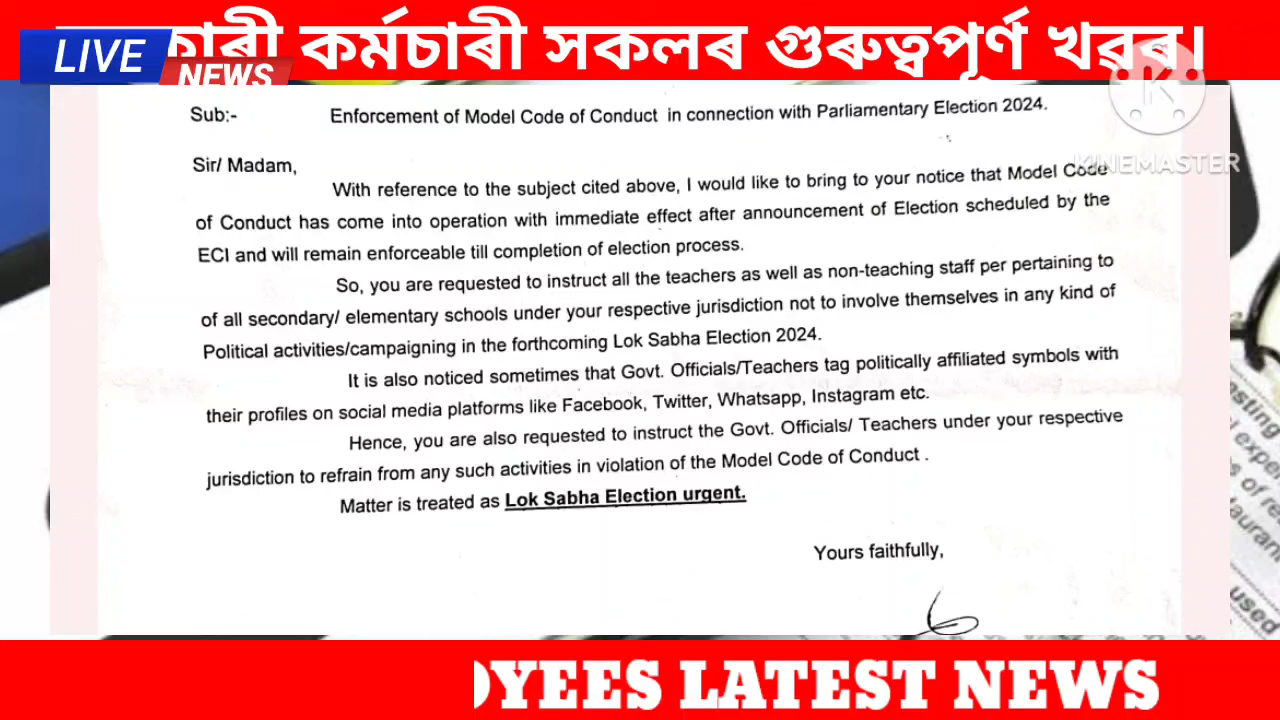 LIVE
NEWS
কৰ্মচাৰী সকলৰ গুৰুত্বপূৰ্ণ খৱৰ।
KINEMASTER
Sub:- Enforcement of Model Code of Conduct in connection with Parliamentary Election 2024.
Sir/ Madam,
With reference to the subject cited above, I would like to bring to your notice that Model Code
of Conduct has come into operation with immediate effect after announcement of Election scheduled by the
ECI and will remain enforceable till completion of election process.
So, you are requested to instruct all the teachers as well as non-teaching staff per pertaining to
of all secondary/ elementary schools under your respective jurisdiction not to involve themselves in any kind of
Political activities/campaigning in the forthcoming Lok Sabha Election 2024.
It is also noticed sometimes that Govt. Officials/Teachers tag politically affiliated symbols with
their profiles on social media platforms like Facebook, Twitter, Whatsapp, Instagram etc.
Hence, you are also requested to instruct the Govt. Officials/ Teachers under your respective
jurisdiction to refrain from any such activities in violation of the Model Code of Conduct .
Matter is treated as Lok Sabha Election urgent.
Yours faithfully,
used
LATEST NEWS